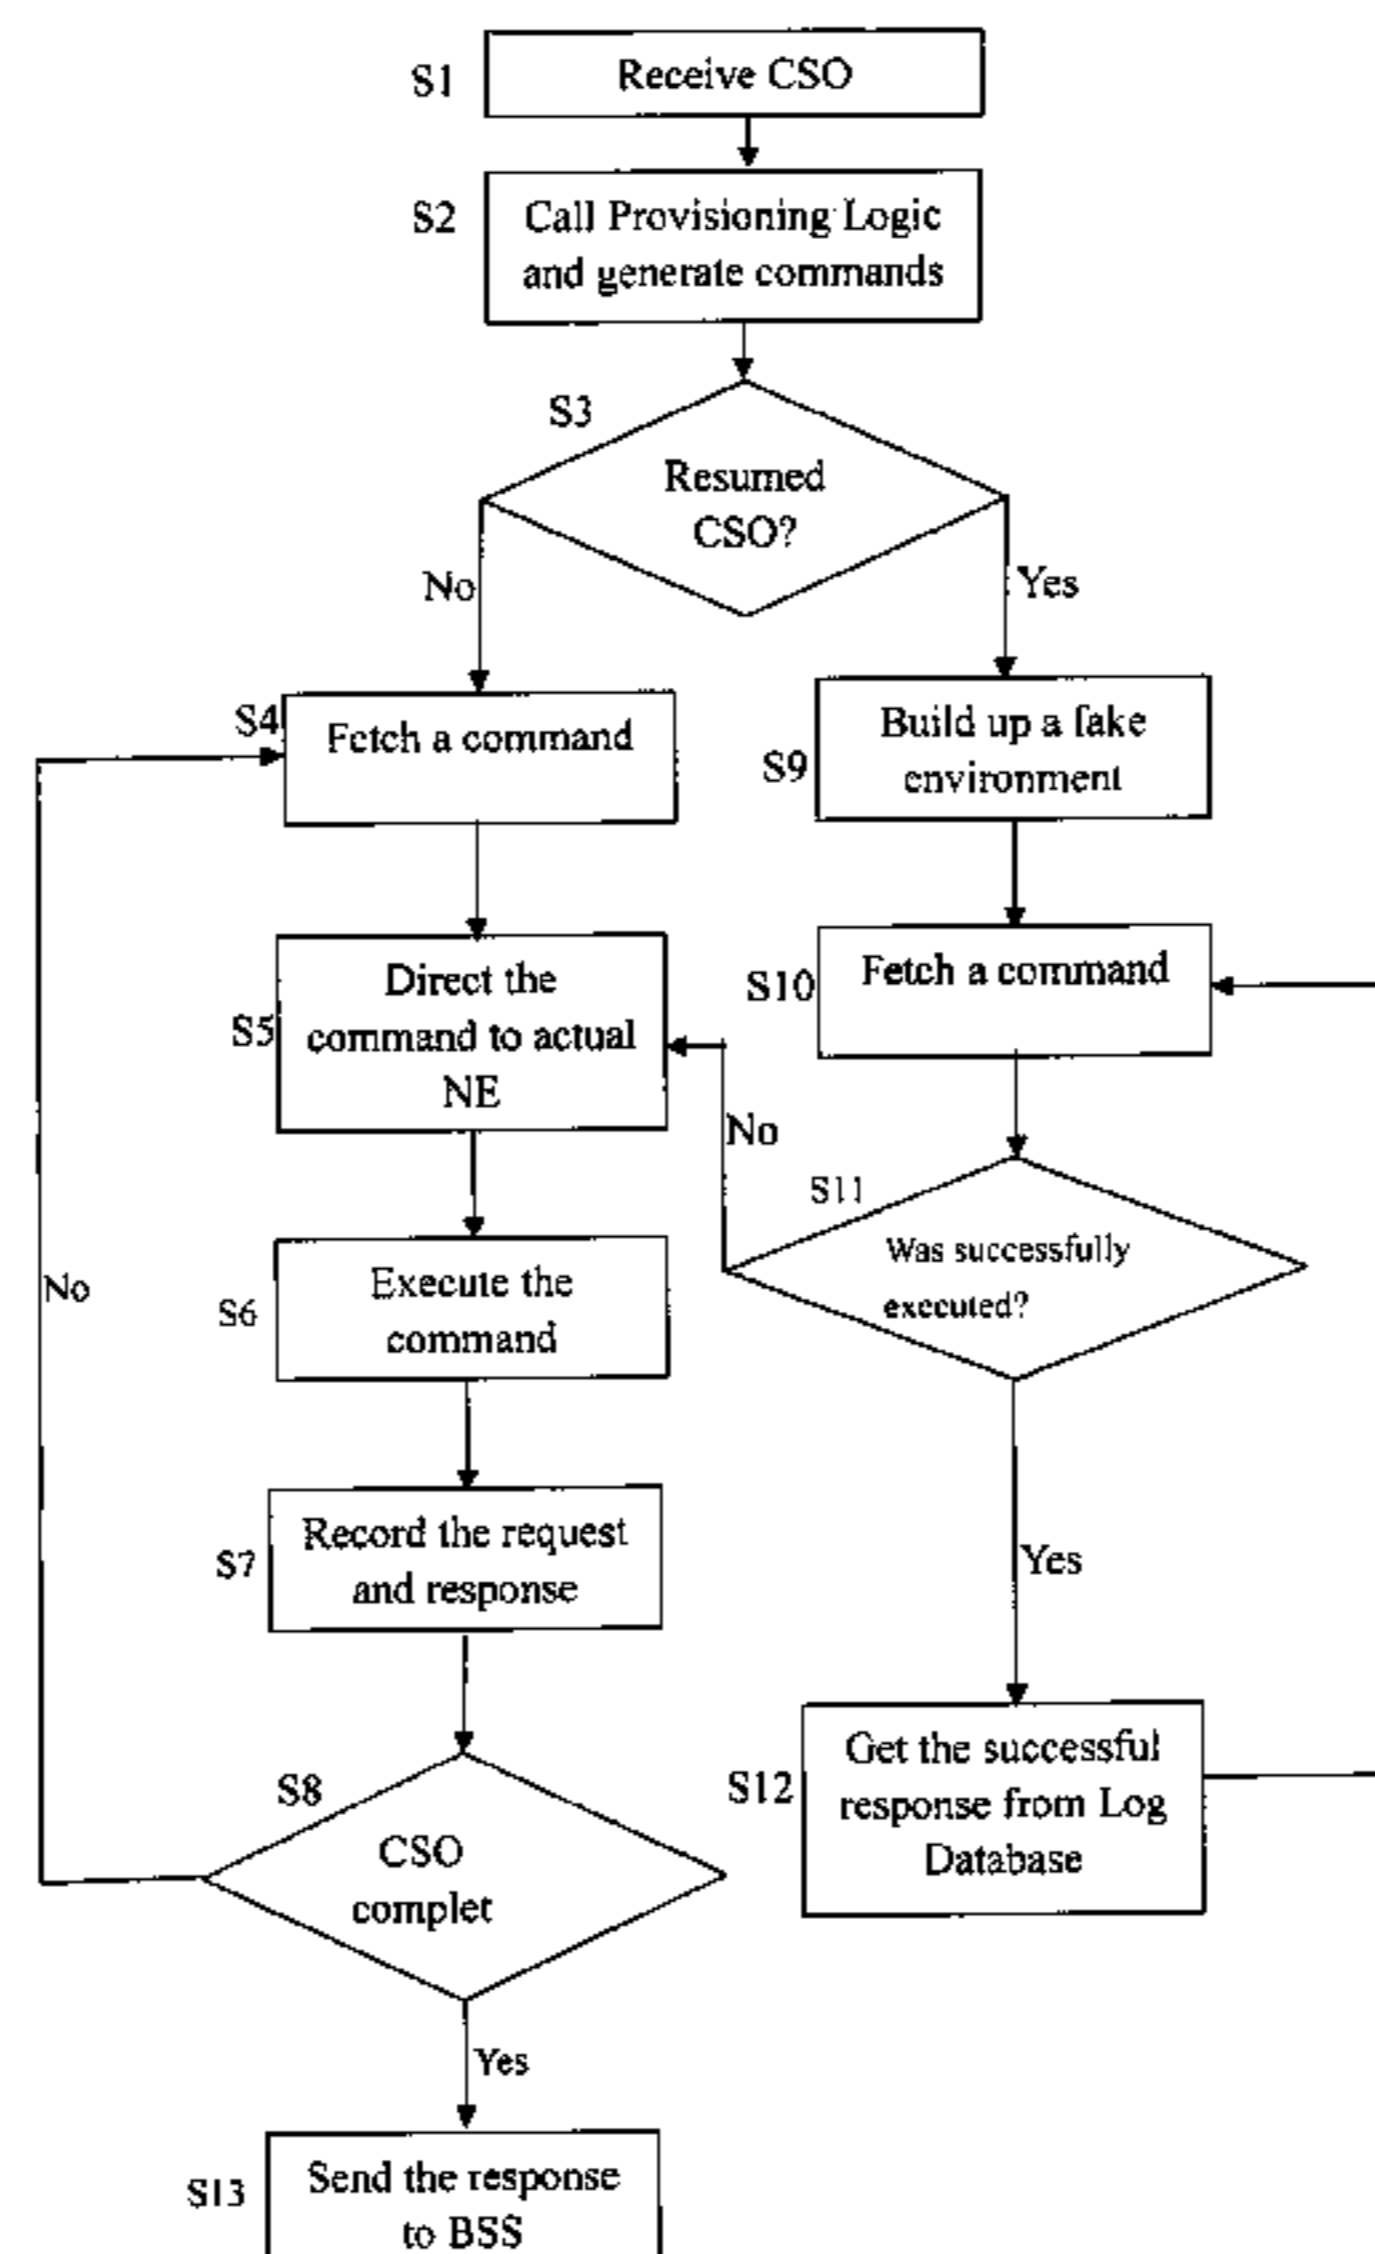 S1
Receive CSO
S2
Call Provisioning Logic
and generate commands
S3
Resumed
CSO?
No
Yes
S4
Fetch a command
S9
Build up a fake
environment
S5
Direct the
command to actual
NE
S10
Fetch a command
No
S11
Was successfully
executed?
No
S6
Execute the
command
S7
Record the request
and response
Yes
S8
CSO
complet
S12
Get the successful
response from Log
Database
Yes
S13
Send the response
to BSS